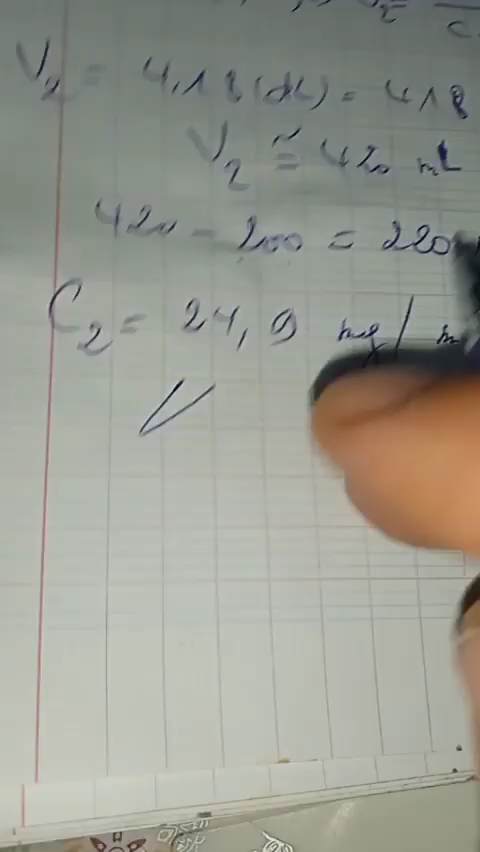 V₂ = 4,18 (dL) = 418
V₂ ≅ 420 mL
420 - 200 = 220
C₂ = 24,9 mg/m
V